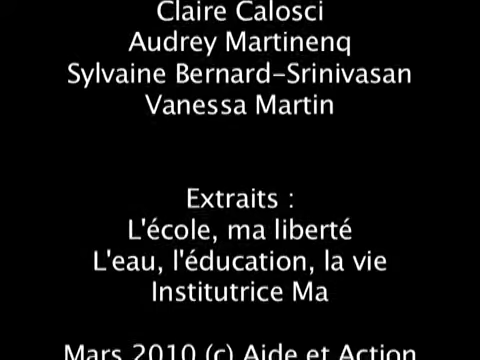 Claire Calosci
Audrey Martinenq
Sylvaine Bernard-Srinivasan
Vanessa Martin
Extraits :
L'école, ma liberté
L'eau, l'éducation, la vie
Institutrice Ma
Mars 2010 (c) Aide et Action